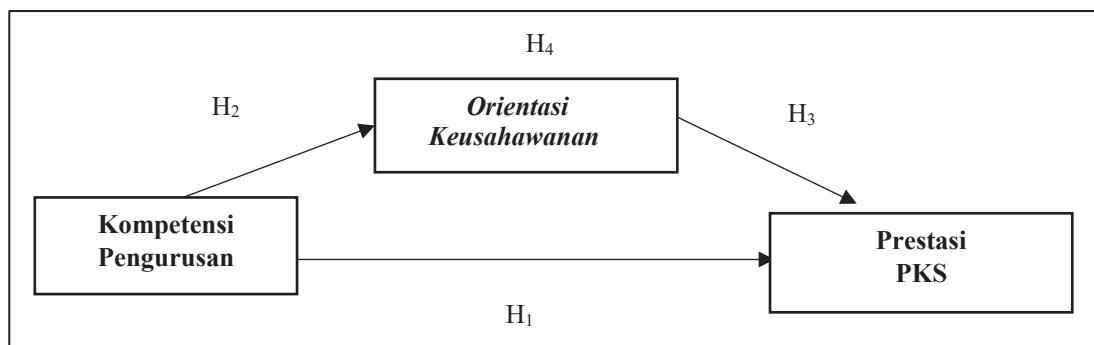 H₄
H₂
Orientasi
Keusahawanan
H₃
Kompetensi
Pengurusan
Prestasi
PKS
H₁